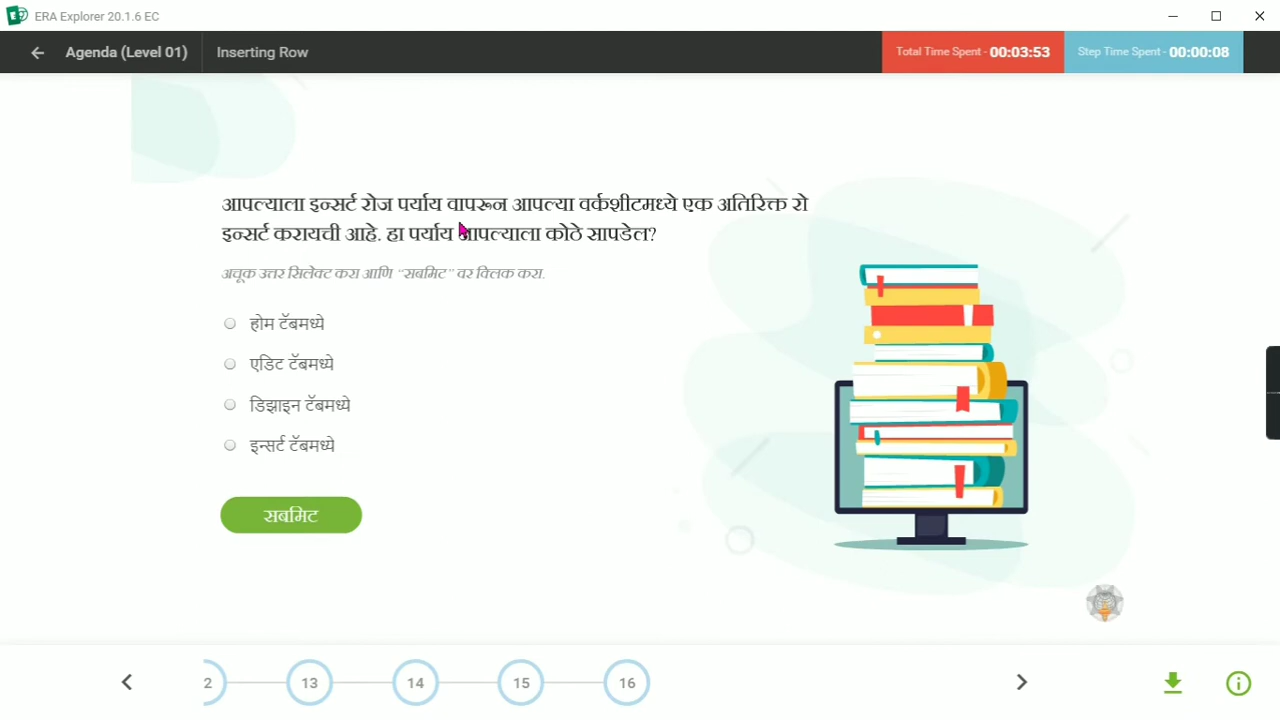 ERA Explorer 20.1.6 EC
Agenda (Level 01) Inserting Row Total Time Spent - 00:03:53 Step Time Spent - 00:00:08
आपल्याला इन्सर्ट रोज पर्याय वापरून आपल्या वर्कशीटमध्ये एक अतिरिक्त रो
इन्सर्ट करायची आहे. हा पर्याय आपल्याला कोठे सापडेल?
अचूक उत्तर सिलेक्ट करा आणि “सबमिट” वर क्लिक करा.
होम टॅबमध्ये
एडिट टॅबमध्ये
डिझाइन टॅबमध्ये
इन्सर्ट टॅबमध्ये
सबमिट
2 13 14 15 16